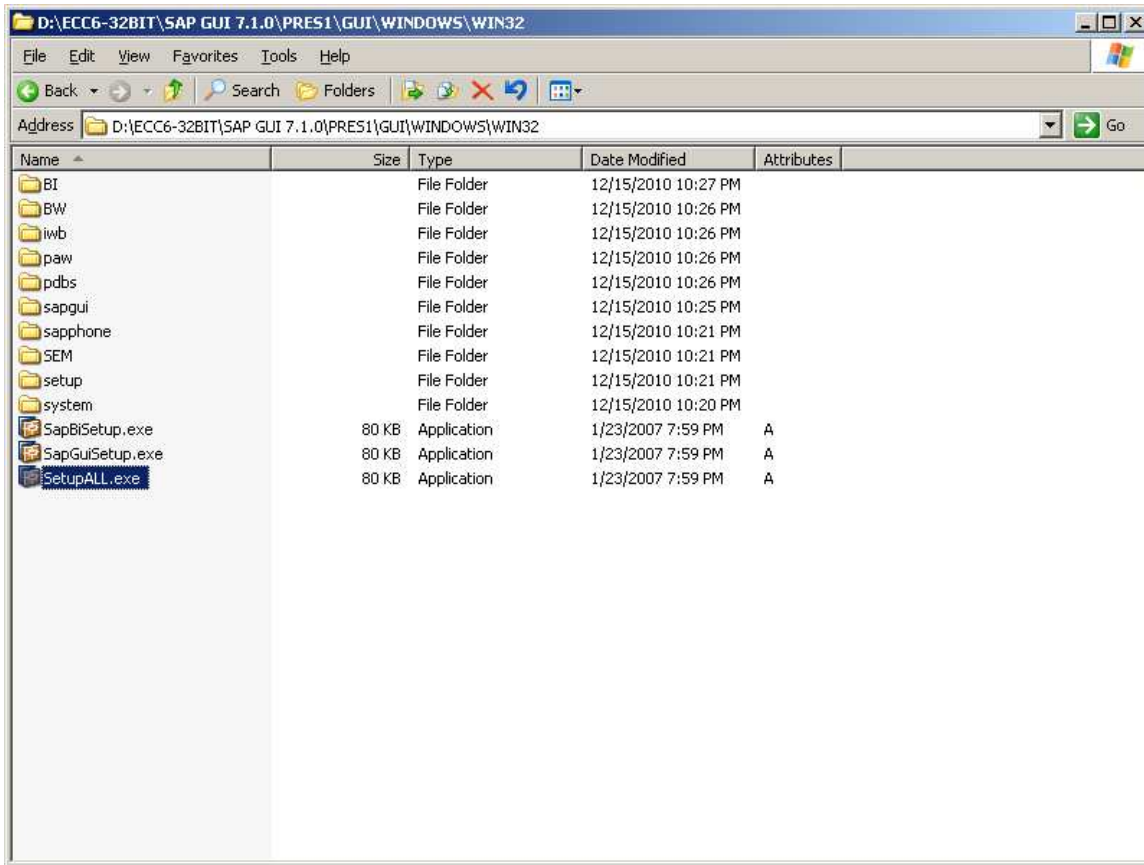 D:\ECC6-32BIT\SAP GUI 7.1.0\PRES1\GUI\WINDOWS\WIN32
File Edit View Favorites Tools Help
Back Search Folders
Address D:\ECC6-32BIT\SAP GUI 7.1.0\PRES1\GUI\WINDOWS\WIN32 Go
Name Size Type Date Modified Attributes
BI File Folder 12/15/2010 10:27 PM
BW File Folder 12/15/2010 10:26 PM
iwb File Folder 12/15/2010 10:26 PM
paw File Folder 12/15/2010 10:26 PM
pdbs File Folder 12/15/2010 10:26 PM
sapgui File Folder 12/15/2010 10:25 PM
sapphone File Folder 12/15/2010 10:21 PM
SEM File Folder 12/15/2010 10:21 PM
setup File Folder 12/15/2010 10:21 PM
system File Folder 12/15/2010 10:20 PM
SapBiSetup.exe 80 KB Application 1/23/2007 7:59 PM A
SapGuiSetup.exe 80 KB Application 1/23/2007 7:59 PM A
SetupALL.exe 80 KB Application 1/23/2007 7:59 PM A